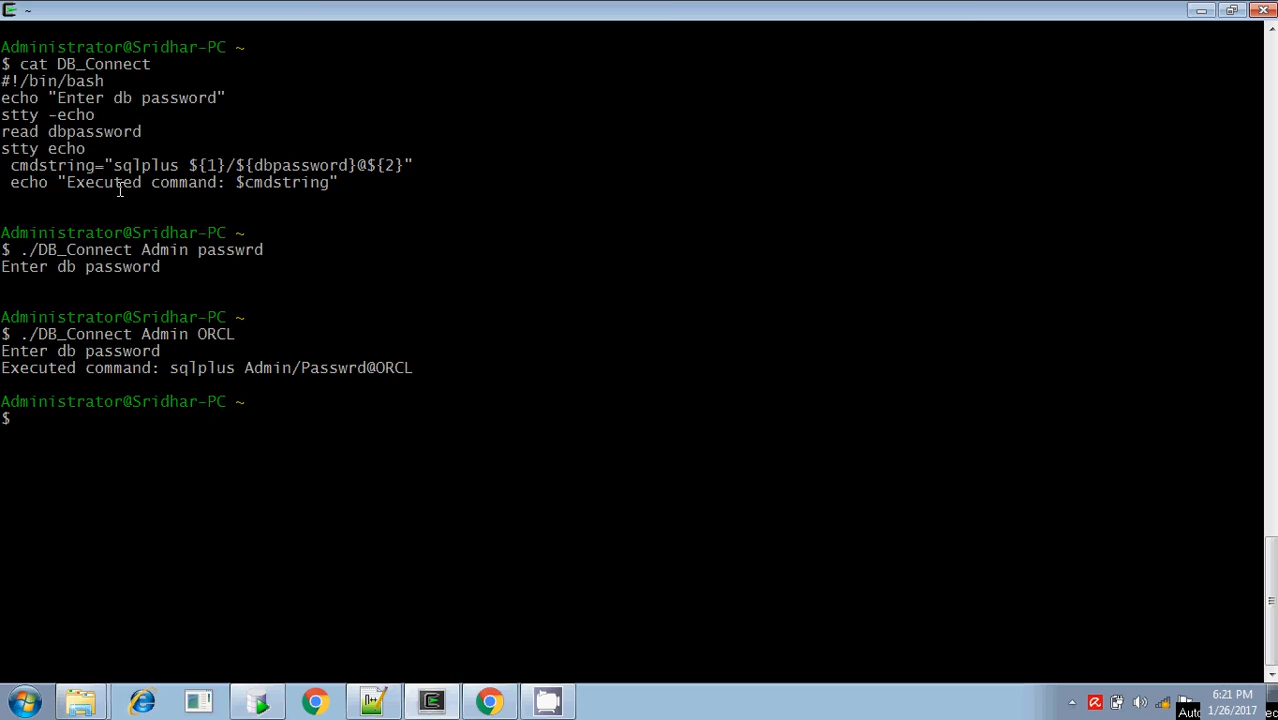 ~
Administrator@Sridhar-PC ~
$ cat DB_Connect
#!/bin/bash
echo "Enter db password"
stty -echo
read dbpassword
stty echo
cmdstring="sqlplus ${1}/${dbpassword}@${2}"
echo "Executed command: $cmdstring"
Administrator@Sridhar-PC ~
$ ./DB_Connect Admin passwrd
Enter db password
Administrator@Sridhar-PC ~
$ ./DB_Connect Admin ORCL
Enter db password
Executed command: sqlplus Admin/Passwrd@ORCL
Administrator@Sridhar-PC ~
$
6:21 PM
1/26/2017